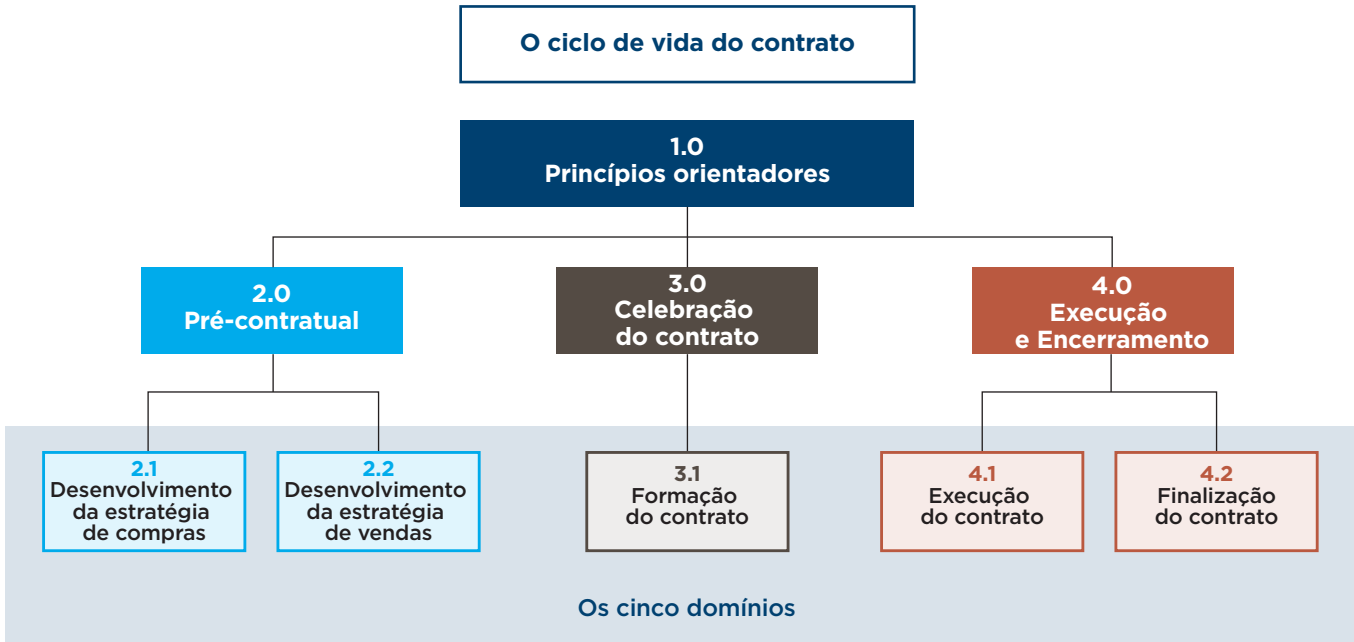 O ciclo de vida do contrato
1.0
Princípios orientadores
2.0
Pré-contratual
3.0
Celebração
do contrato
4.0
Execução
e Encerramento
2.1
Desenvolvimento
da estratégia
de compras
2.2
Desenvolvimento
da estratégia
de vendas
3.1
Formação
do contrato
4.1
Execução
do contrato
4.2
Finalização
do contrato
Os cinco domínios